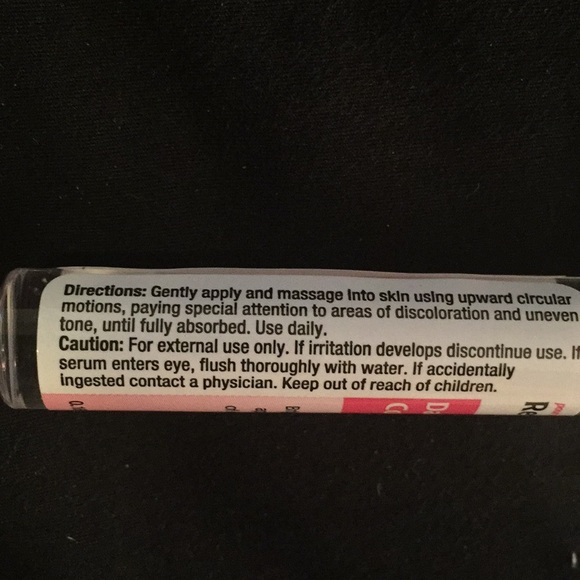 Directions: Gently apply and massage into skin using upward circular
motions, paying special attention to areas of discoloration and uneven
tone, until fully absorbed. Use daily.
Caution: For external use only. If irritation develops discontinue use. If
serum enters eye, flush thoroughly with water. If accidentally
ingested contact a physician. Keep out of reach of children.